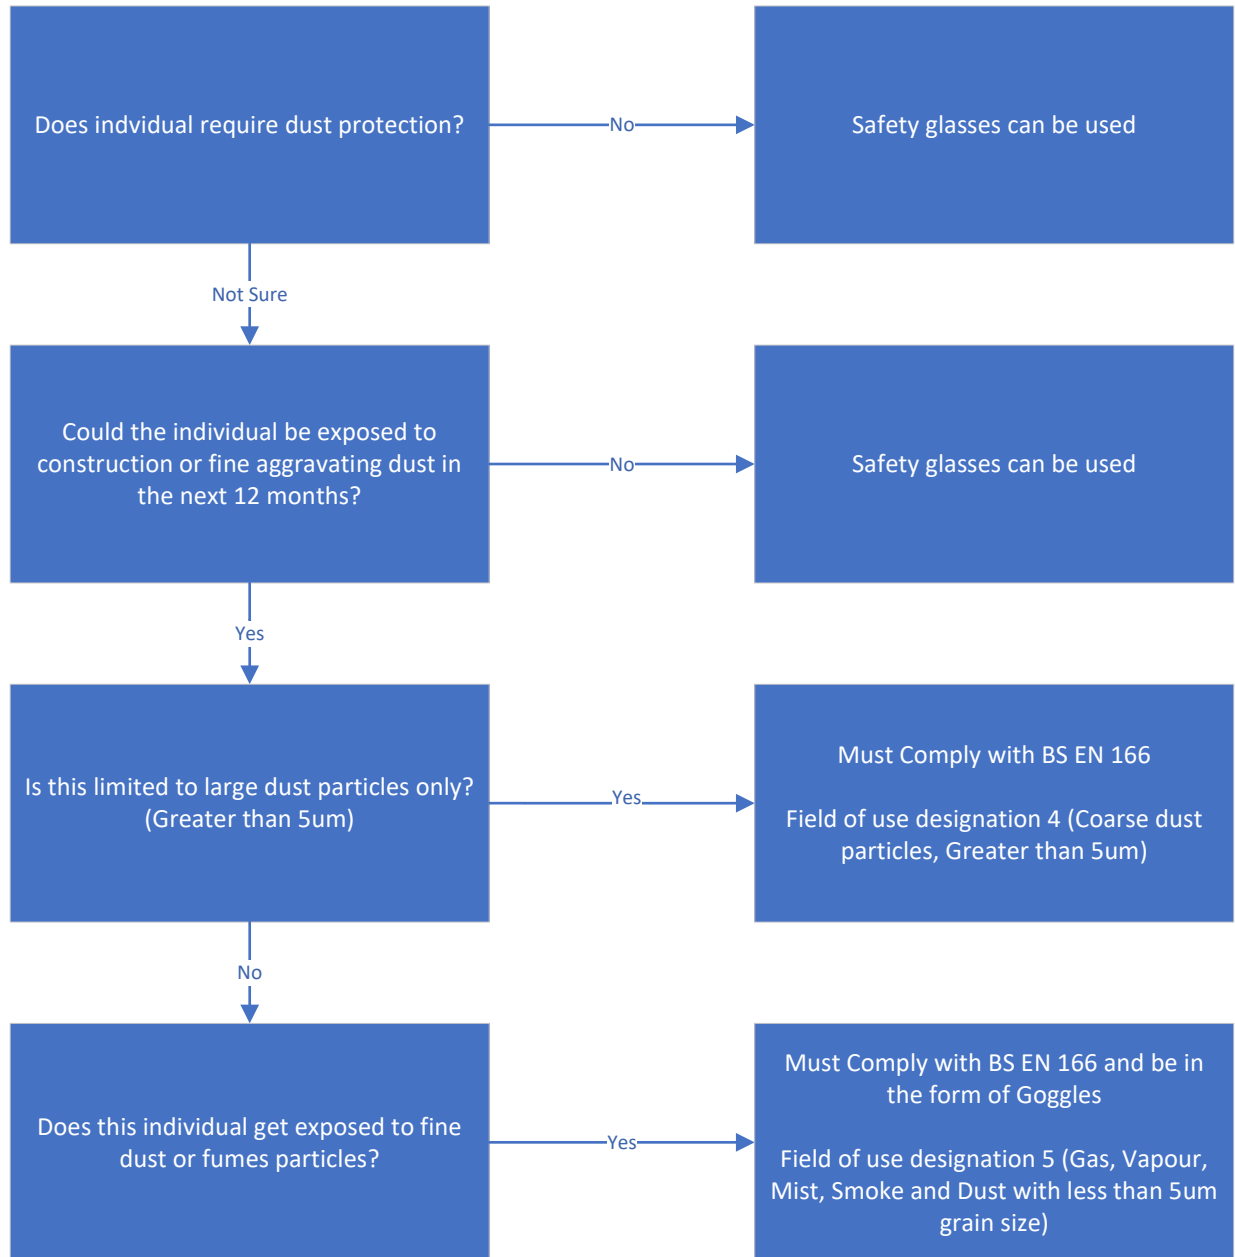 Does indvidual require dust protection?
No
Safety glasses can be used
Not Sure
Could the individual be exposed to
construction or fine aggravating dust in
the next 12 months?
No
Safety glasses can be used
Yes
Is this limited to large dust particles only?
(Greater than 5um)
Yes
Must Comply with BS EN 166
Field of use designation 4 (Coarse dust
particles, Greater than 5um)
No
Does this individual get exposed to fine
dust or fumes particles?
Yes
Must Comply with BS EN 166 and be in
the form of Goggles
Field of use designation 5 (Gas, Vapour,
Mist, Smoke and Dust with less than 5um
grain size)